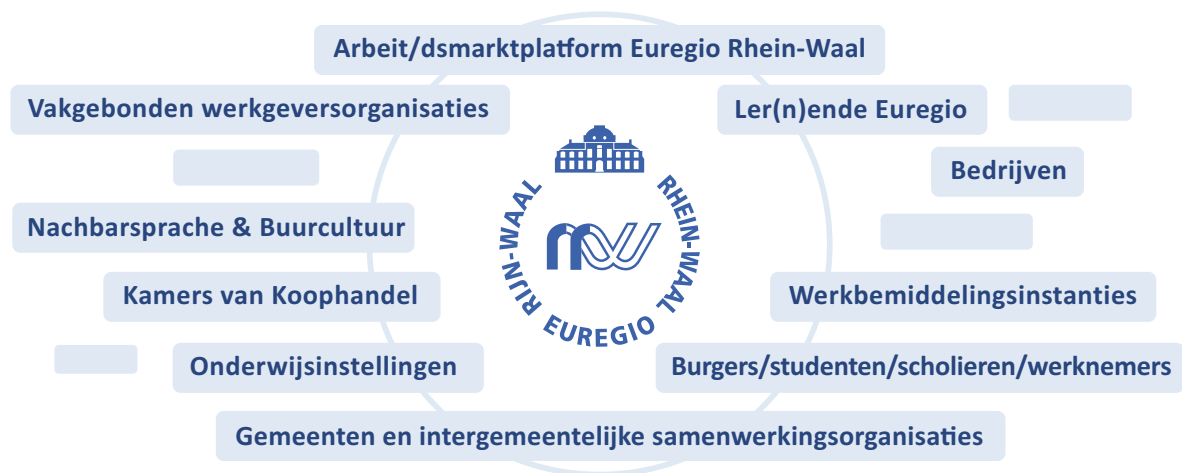 Arbeit/dsmarktplatform Euregio Rhein-Waal
Vakgebonden werkgeversorganisaties
Ler(n)ende Euregio
Bedrijven
Nachbarsprache & Buurcultuur
RIJN-WAAL
RHEIN-WAAL
EUREGIO
Kamers van Koophandel
Werkbemiddelingsinstanties
Onderwijsinstellingen
Burgers/studenten/scholieren/werknemers
Gemeenten en intergemeentelijke samenwerkingsorganisaties